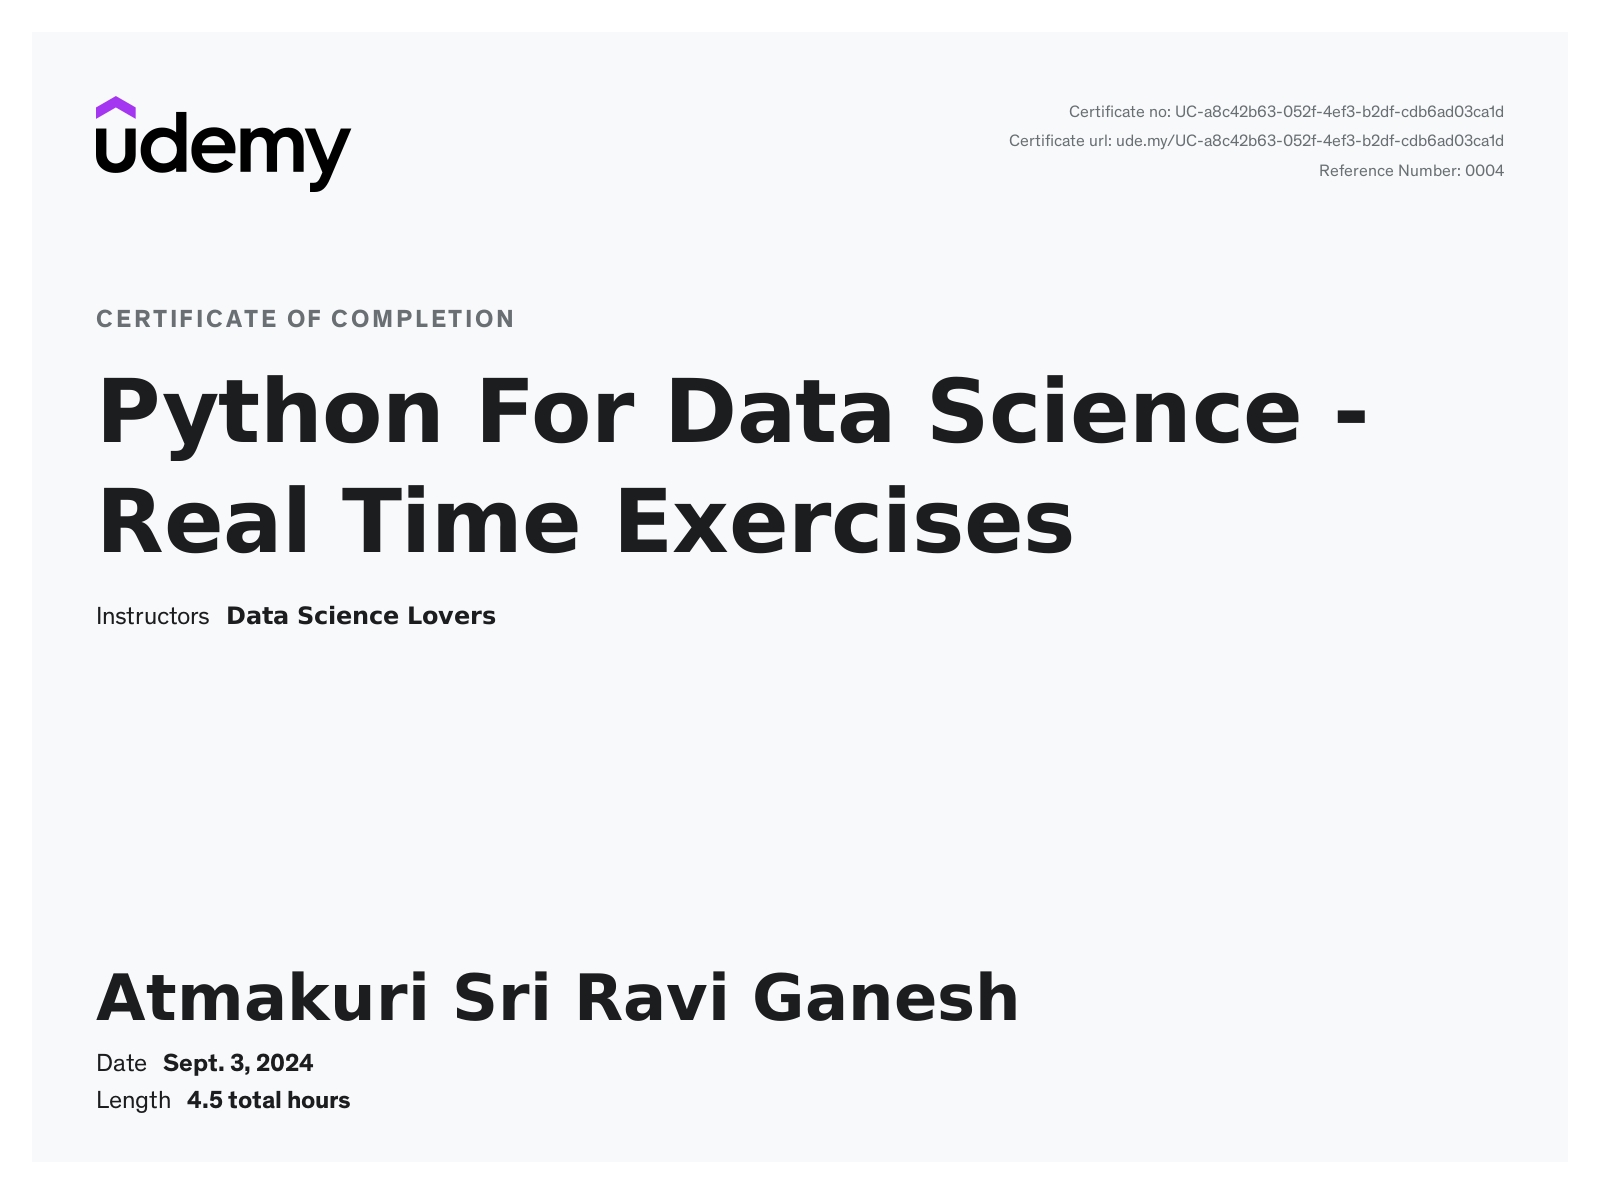 udemy
Certificate no: UC-a8c42b63-052f-4ef3-b2df-cdb6ad03ca1d
Certificate url: ude.my/UC-a8c42b63-052f-4ef3-b2df-cdb6ad03ca1d
Reference Number: 0004
CERTIFICATE OF COMPLETION
Python For Data Science -
Real Time Exercises
Instructors Data Science Lovers
Atmakuri Sri Ravi Ganesh
Date Sept. 3, 2024
Length 4.5 total hours